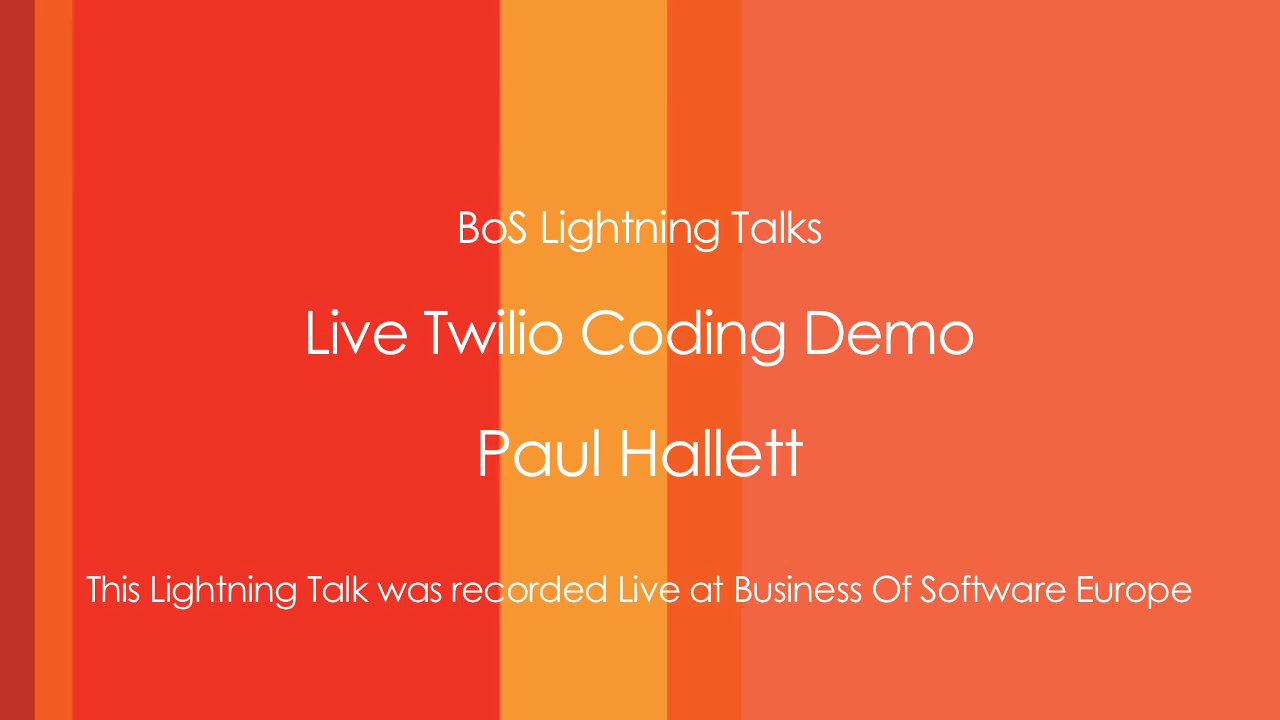 BoS Lightning Talks
Live Twilio Coding Demo
Paul Hallett
This Lightning Talk was recorded Live at Business Of Software Europe